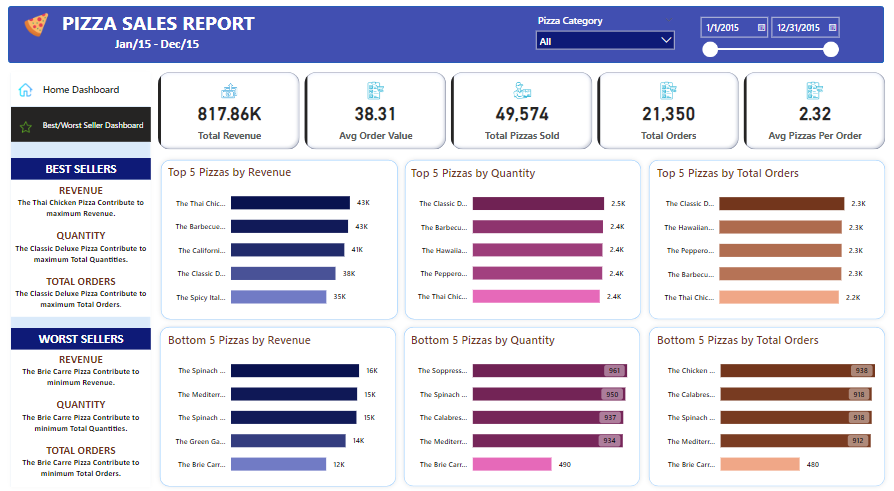 PIZZA SALES REPORT
Jan/15 - Dec/15
Pizza Category
All
1/1/2015
12/31/2015
Home Dashboard
Best/Worst Seller Dashboard
817.86K
Total Revenue
38.31
Avg Order Value
49,574
Total Pizzas Sold
21,350
Total Orders
2.32
Avg Pizzas Per Order
BEST SELLERS
REVENUE
The Thai Chicken Pizza Contribute to
maximum Revenue.
QUANTITY
The Classic Deluxe Pizza Contribute to
maximum Total Quantities.
TOTAL ORDERS
The Classic Deluxe Pizza Contribute to
maximum Total Orders.
WORST SELLERS
REVENUE
The Brie Carre Pizza Contribute to
minimum Revenue.
QUANTITY
The Brie Carre Pizza Contribute to
minimum Total Quantities.
TOTAL ORDERS
The Brie Carre Pizza Contribute to
minimum Total Orders.
Top 5 Pizzas by Revenue
The Thai Chic... 43K
The Barbecue... 43K
The Californi... 41K
The Classic D... 38K
The Spicy Ital... 35K
Top 5 Pizzas by Quantity
The Classic D... 2.5K
The Barbecu... 2.4K
The Hawaiia... 2.4K
The Peppero... 2.4K
The Thai Chic... 2.4K
Top 5 Pizzas by Total Orders
The Classic D... 2.3K
The Hawaiian... 2.3K
The Peppero... 2.3K
The Barbecu... 2.3K
The Thai Chic... 2.2K
Bottom 5 Pizzas by Revenue
The Spinach ... 16K
The Mediterr... 15K
The Spinach ... 15K
The Green Ga... 14K
The Brie Carr... 12K
Bottom 5 Pizzas by Quantity
The Soppress... 961
The Spinach ... 950
The Calabres... 937
The Mediterr... 934
The Brie Carr... 490
Bottom 5 Pizzas by Total Orders
The Chicken ... 938
The Calabres... 918
The Spinach ... 918
The Mediterr... 912
The Brie Carr... 480